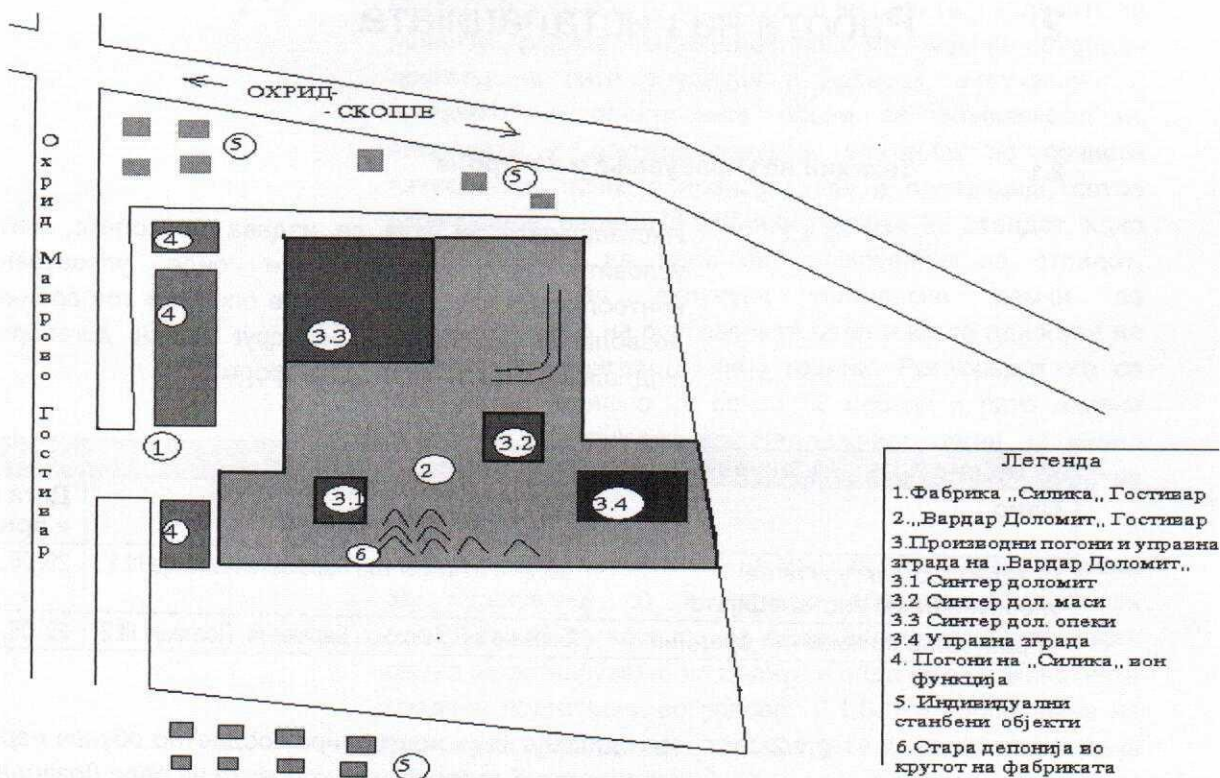 ОХРИД-
- СКОПЈЕ
Охрид Маврово Гостивар
5
5
4
4
3.3
1
3.2
2
3.1
3.4
4
6
5
Легенда
1.Фабрика „Силика„ Гостивар
2.„Вардар Доломит„ Гостивар
3.Производни погони и управна
зграда на „Вардар Доломит„
3.1 Синтер доломит
3.2 Синтер дол. маси
3.3 Синтер дол. опеки
3.4 Управна зграда
4. Погони на „Силика„ вон
функција
5. Индивидуални
станбени објекти
6.Стара депонија во
кругот на фабриката